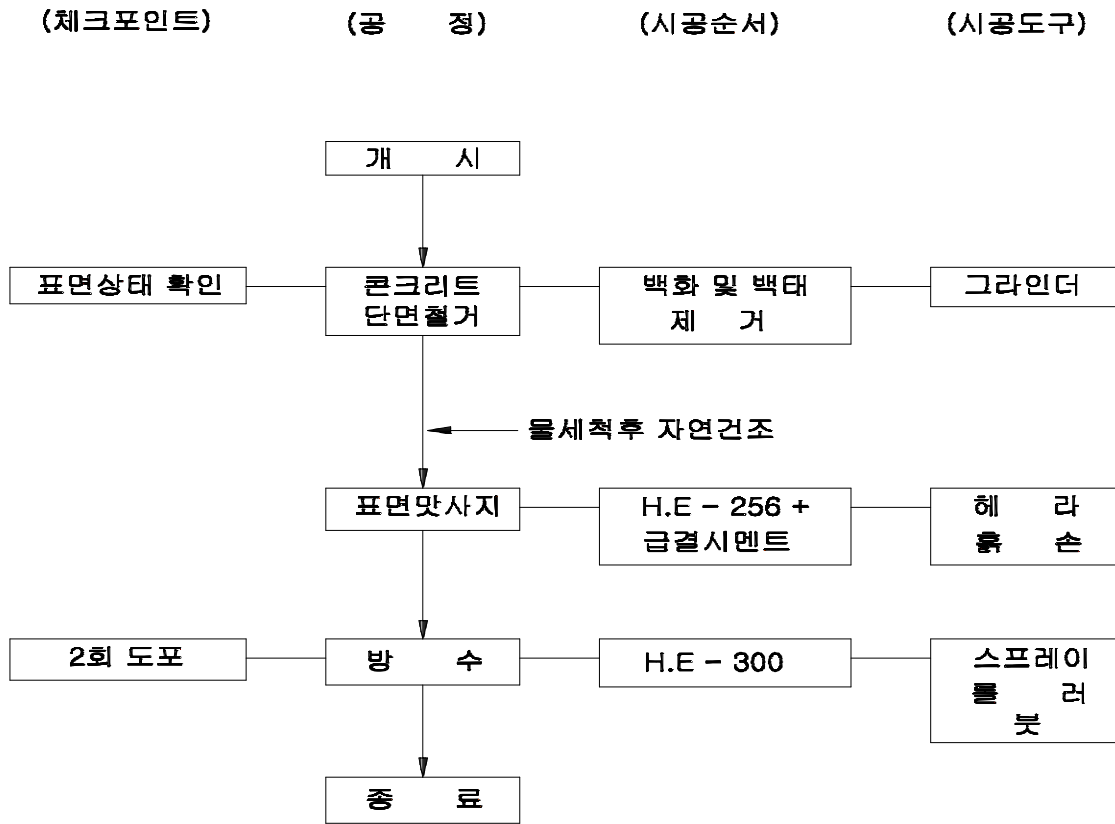 (체크포인트) (공 정) (시공순서) (시공도구)
개 시
표면상태 확인 콘크리트 백화 및 백태 그라인더
단면철거 제 거
물세척후 자연건조
표면맛사지 H.E - 256 + 헤 라
급결시멘트 흙 손
2회 도포 방 수 H.E - 300 스프레이
롤 러
붓
종 료